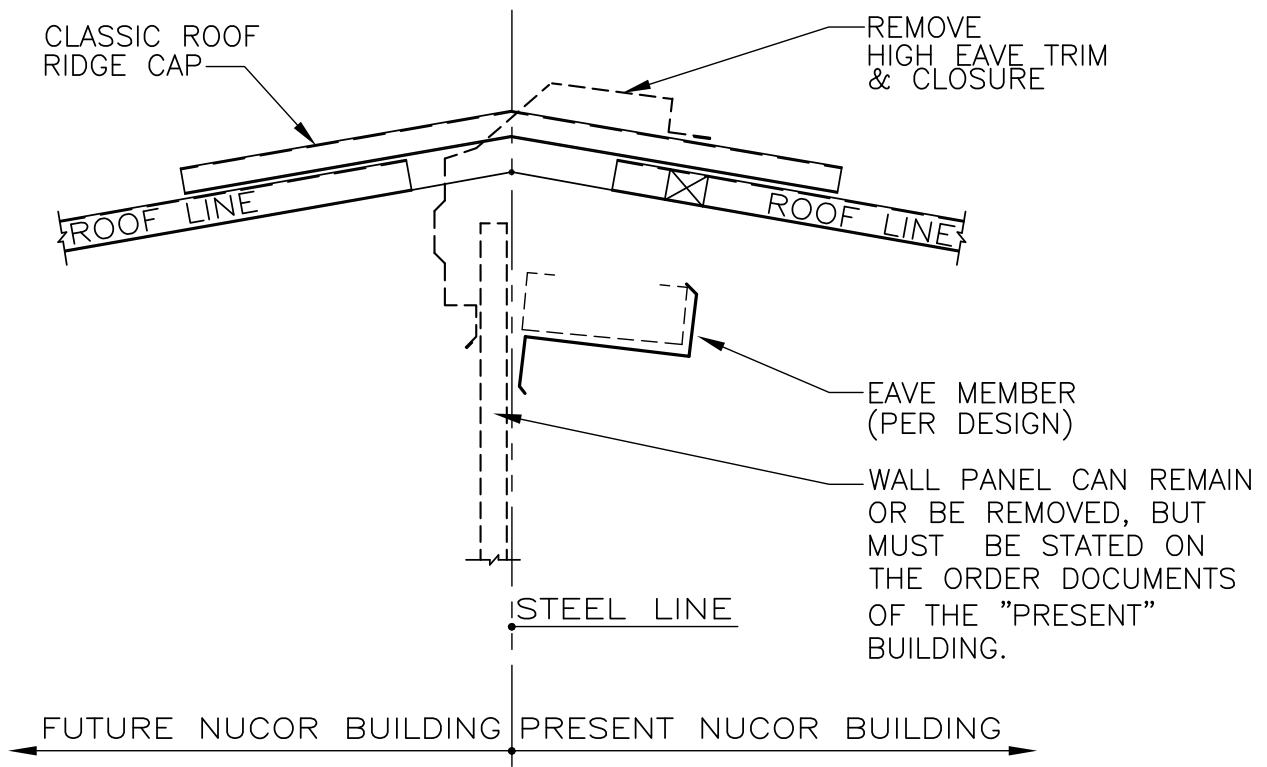 CLASSIC ROOF
RIDGE CAP
REMOVE
HIGH EAVE TRIM
& CLOSURE
ROOF LINE
ROOF LINE
EAVE MEMBER
(PER DESIGN)
WALL PANEL CAN REMAIN
OR BE REMOVED, BUT
MUST BE STATED ON
THE ORDER DOCUMENTS
OF THE ”PRESENT”
BUILDING.
STEEL LINE
FUTURE NUCOR BUILDING
PRESENT NUCOR BUILDING